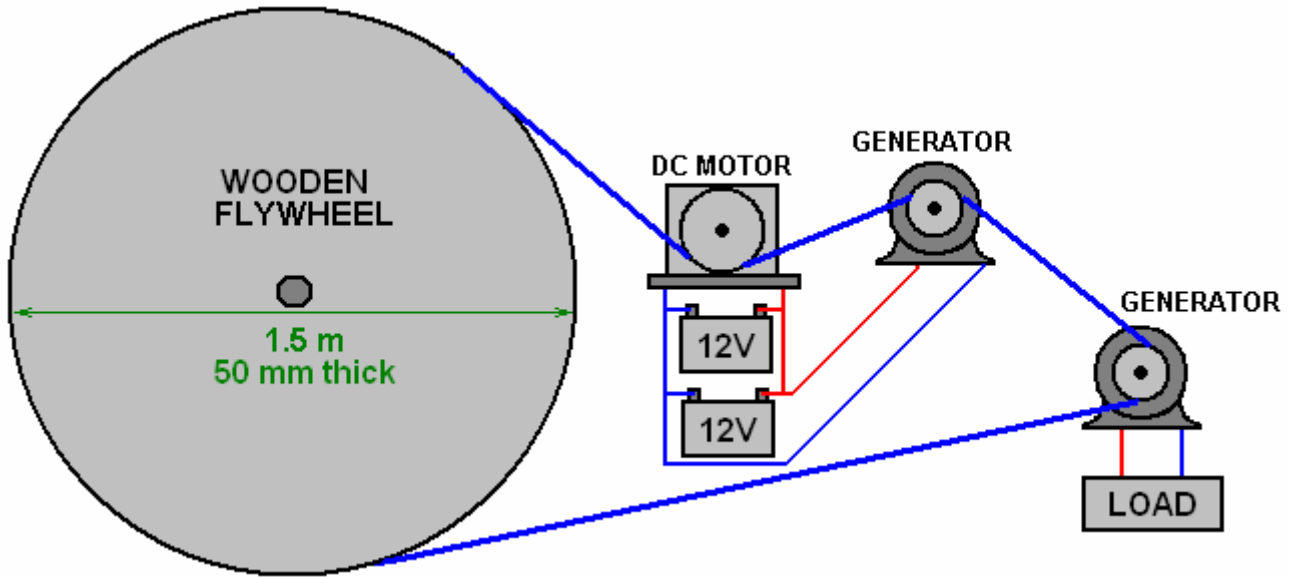 WOODEN
FLYWHEEL
1.5 m
50 mm thick
DC MOTOR
12V
12V
GENERATOR
GENERATOR
LOAD